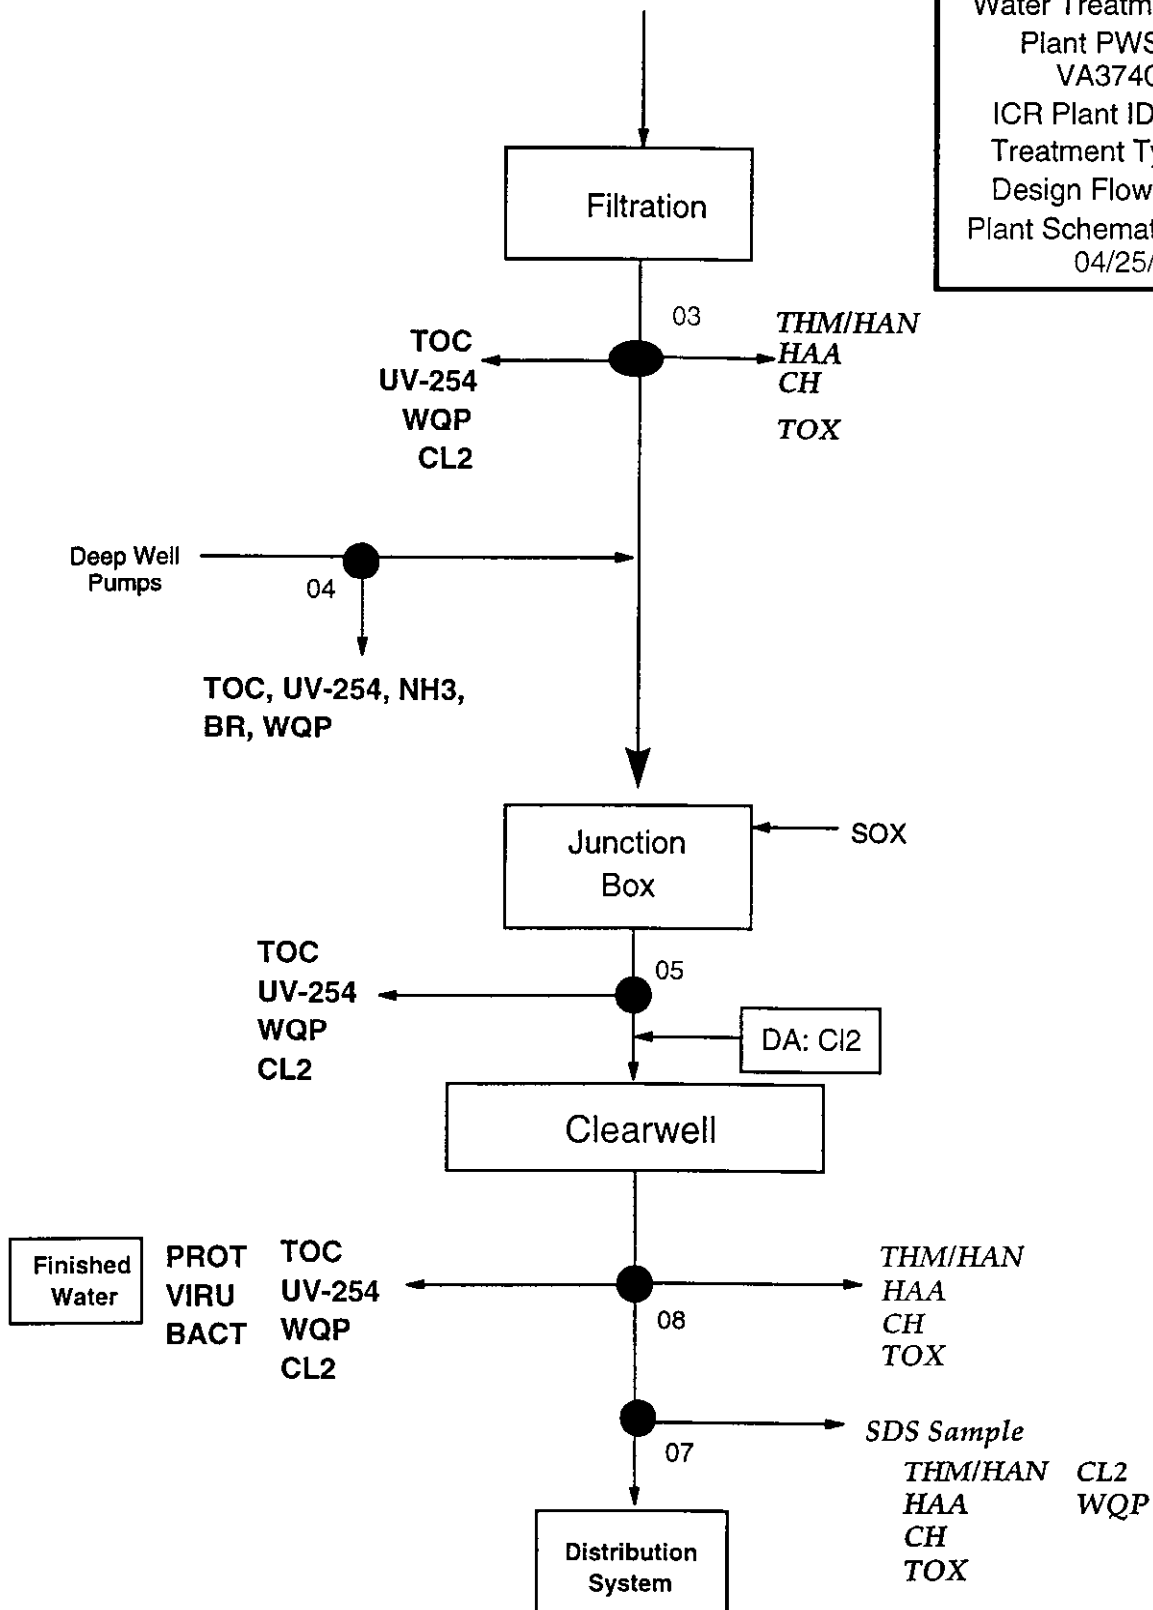 Water Treatm
Plant PWS
VA3740
ICR Plant ID
Treatment Ty
Design Flow
Plant Schemat
04/25/
Filtration
03
TOC
UV-254
WQP
CL2
THM/HAN
HAA
CH
TOX
Deep Well
Pumps
04
TOC, UV-254, NH3,
BR, WQP
Junction
Box
SOX
05
TOC
UV-254
WQP
CL2
DA: Cl2
Clearwell
Finished
Water
PROT
VIRU
BACT
TOC
UV-254
WQP
CL2
08
THM/HAN
HAA
CH
TOX
07
SDS Sample
THM/HAN CL2
HAA WQP
CH
TOX
Distribution
System